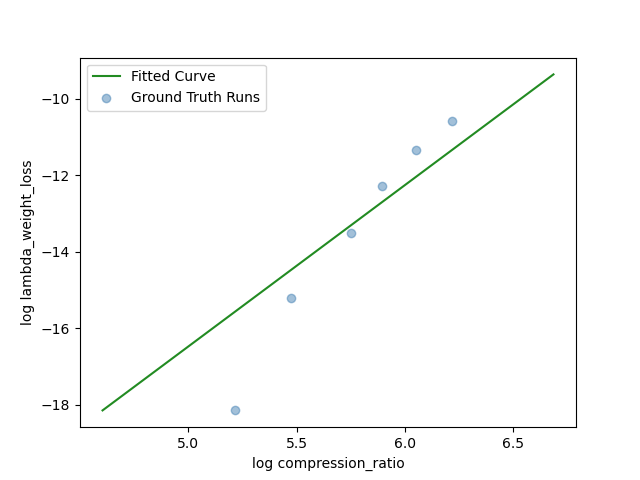 Fitted Curve
Ground Truth Runs
−10
−12
−14
−16
−18
log lambda_weight_loss
5.0 5.5 6.0 6.5
log compression_ratio